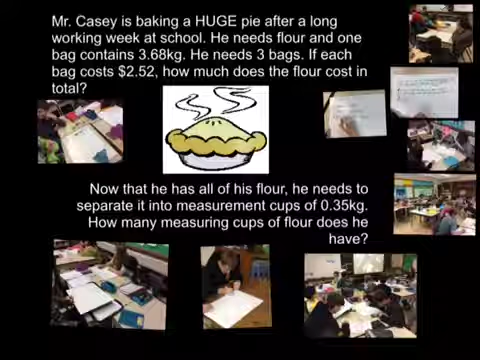 Mr. Casey is baking a HUGE pie after a long
working week at school. He needs flour and one
bag contains 3.68kg. He needs 3 bags. If each
bag costs $2.52, how much does the flour cost in
total?
Now that he has all of his flour, he needs to
separate it into measurement cups of 0.35kg.
How many measuring cups of flour does he
have?